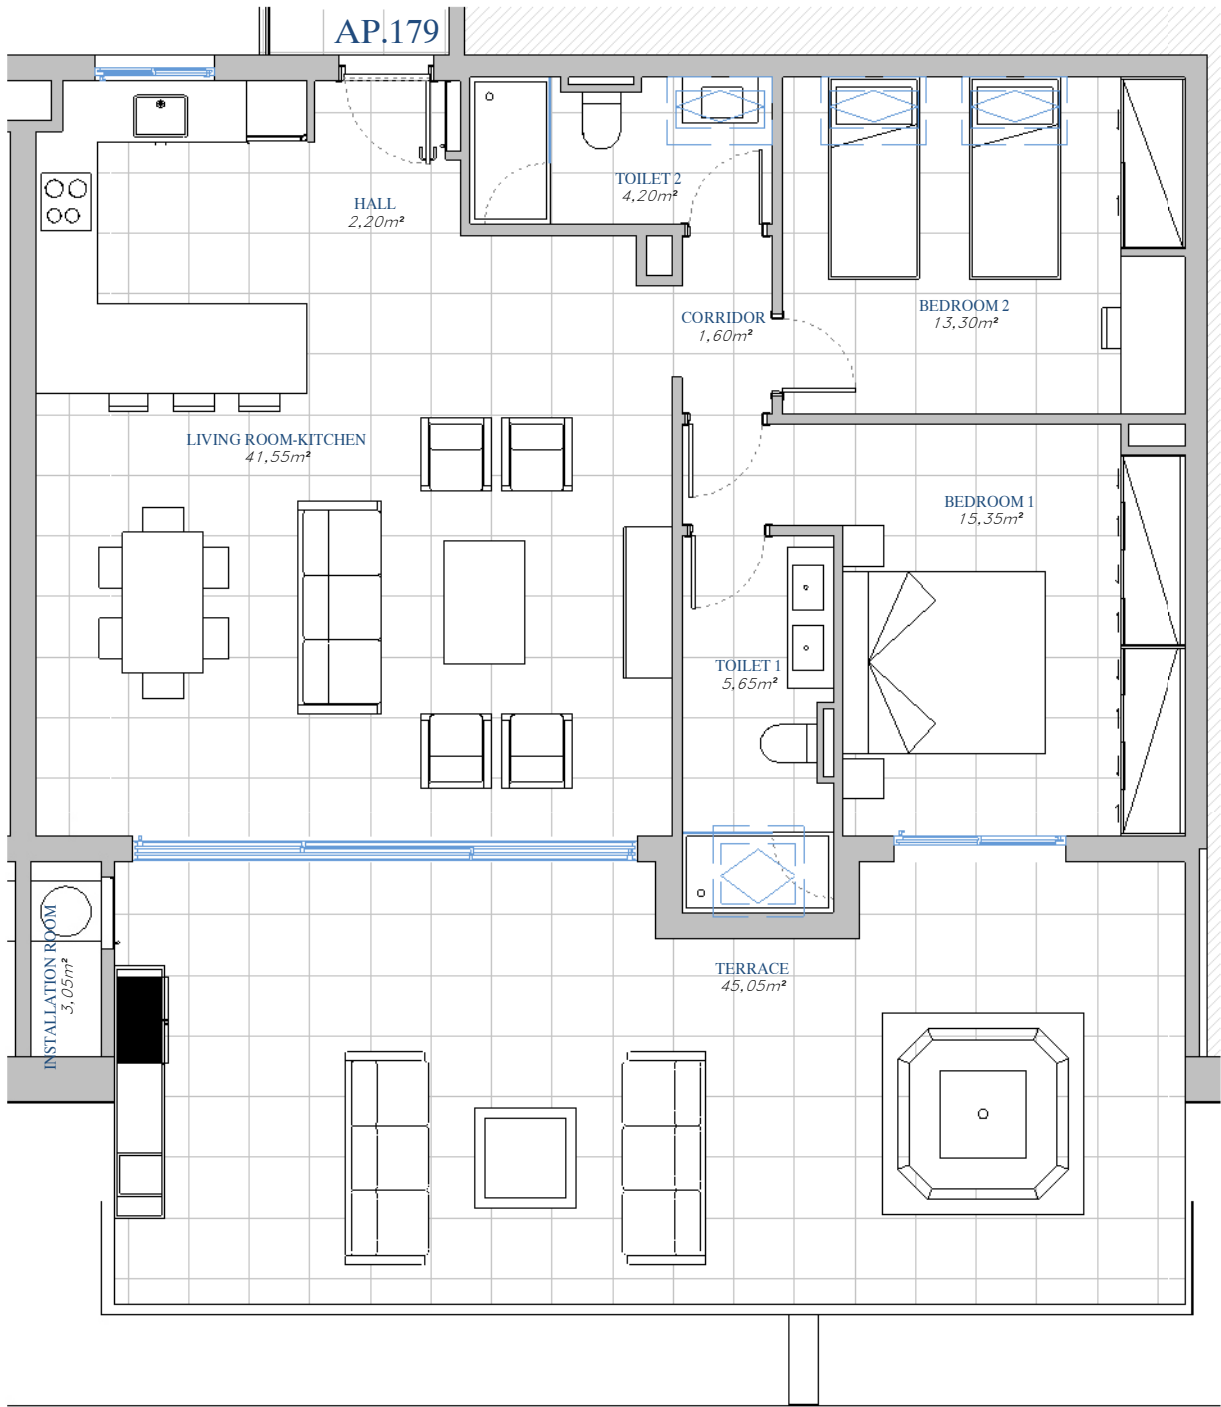 AP.179
TOILET 2
4,20m²
HALL
2,20m²
BEDROOM 2
13,30m²
CORRIDOR
1,60m²
LIVING ROOM-KITCHEN
41,55m²
BEDROOM 1
15,35m²
TOILET 1
5,65m²
INSTALLATION ROOM
3,05m²
TERRACE
45,05m²